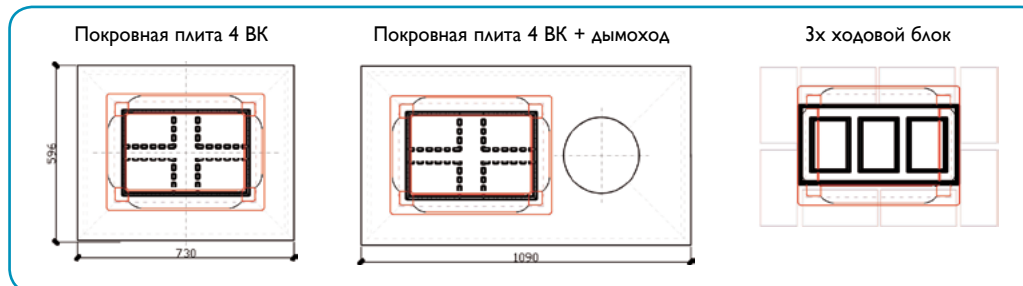 Покровная плита 4 ВК
Покровная плита 4 ВК + дымоход
3х ходовой блок
596
730
1090